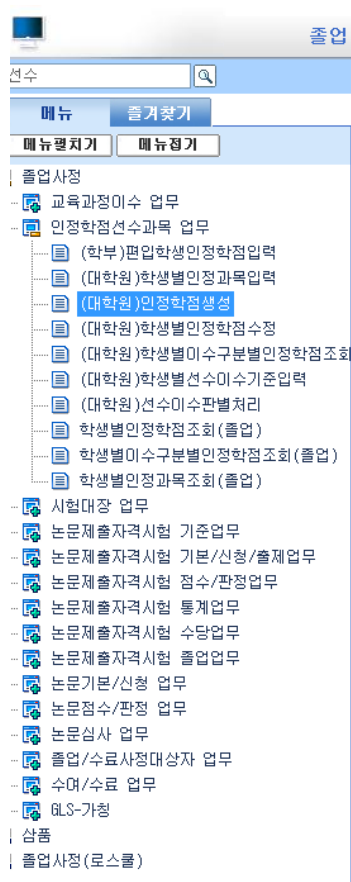 졸업
선수
메뉴 즐겨찾기
메뉴펼치기 메뉴접기
졸업사정
교육과정이수 업무
인정학점선수과목 업무
(학부)편입학생인정학점입력
(대학원)학생별인정과목입력
(대학원)인정학점생성
(대학원)학생별인정학점수정
(대학원)학생별이수구분별인정학점조회
(대학원)학생별선수이수기준입력
(대학원)선수이수판별처리
학생별인정학점조회(졸업)
학생별이수구분별인정학점조회(졸업)
학생별인정과목조회(졸업)
시험대장 업무
논문제출자격시험 기준업무
논문제출자격시험 기본/신청/출제업무
논문제출자격시험 점수/판정업무
논문제출자격시험 통계업무
논문제출자격시험 수당업무
논문제출자격시험 졸업업무
논문기본/신청 업무
논문점수/판정 업무
논문심사 업무
졸업/수료사정대상자 업무
수여/수료 업무
GLS-가칭
삼품
졸업사정(로스쿨)